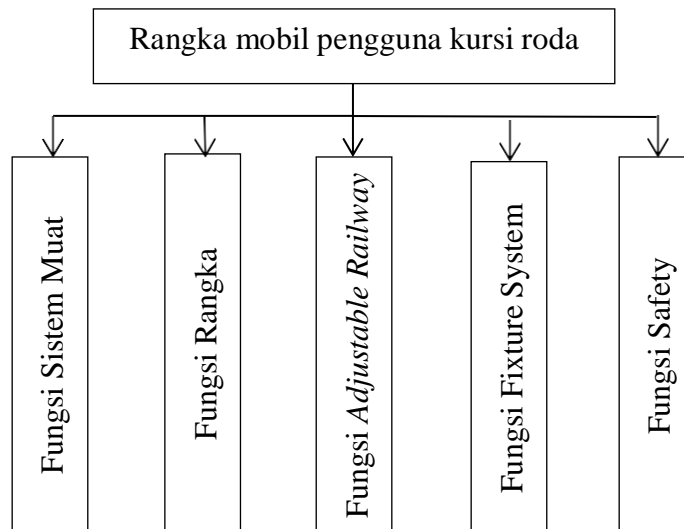 Rangka mobil pengguna kursi roda
Fungsi Sistem Muat
Fungsi Rangka
Fungsi Adjustable Railway
Fungsi Fixture System
Fungsi Safety